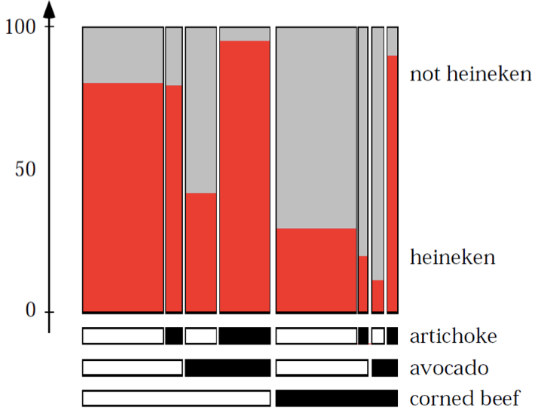 100
not heineken
50
heineken
0
artichoke
avocado
corned beef